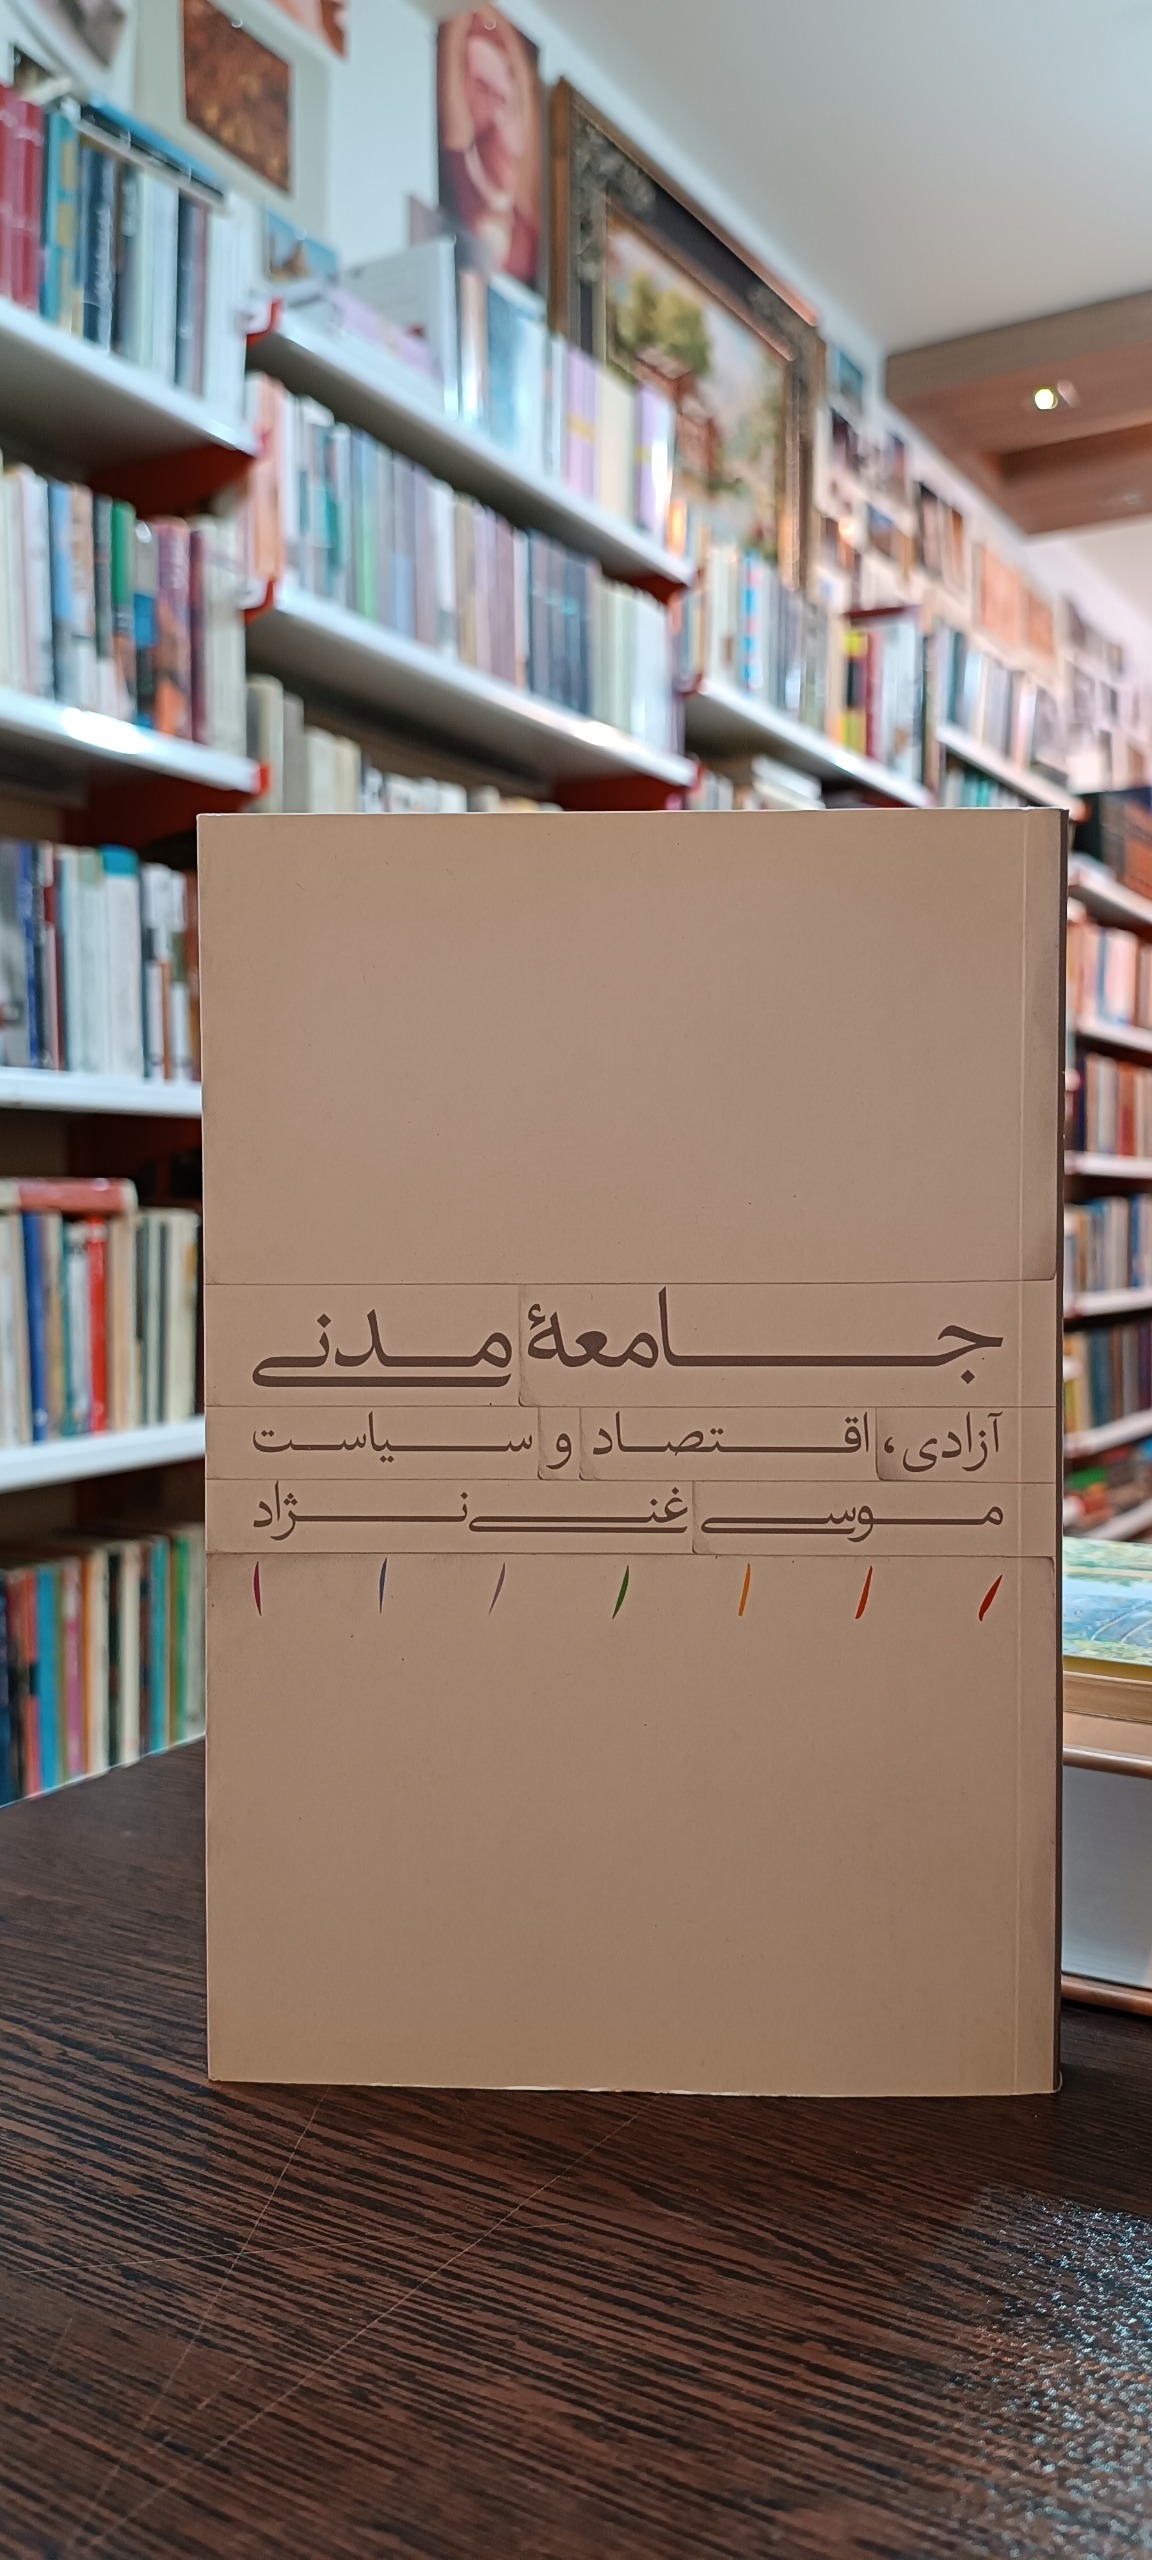 جامعهٔ مدنی
آزادی، اقتصاد و سیاست
موسی غنی‌نژاد